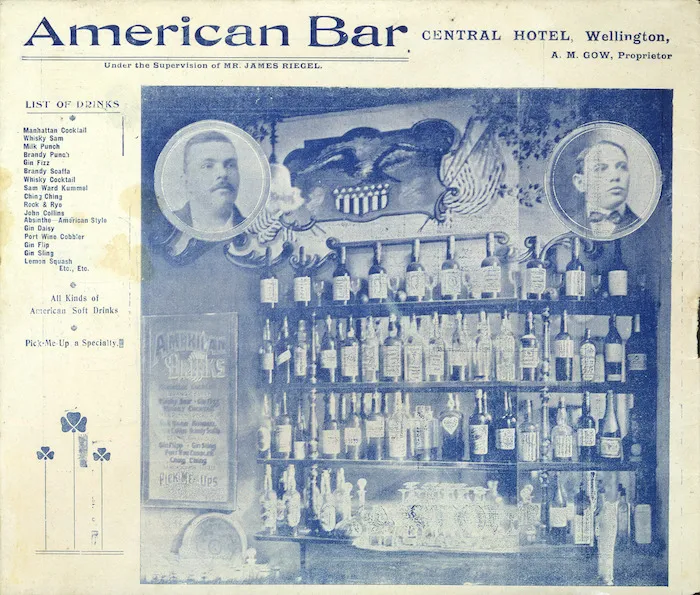 American Bar CENTRAL HOTEL, Wellington,
A. M. GOW, Proprietor
Under the Supervision of MR. JAMES RIEGEL.
LIST OF DRINKS
Manhattan Cocktail
Whisky Sam
Milk Punch
Brandy Punch
Gin Fizz
Brandy Scaffa
Whisky Cocktail
Sam Ward Kummel
Ching Ching
Rock & Rye
John Collins
Absinthe—American Style
Gin Daisy
Port Wine Cobbler
Gin Flip
Gin Sling
Lemon Squash
Etc., Etc.
All Kinds of
American Soft Drinks
Pick-Me-Up a Specialty.
AMERICAN
DRINKS
PICK-ME-UPS